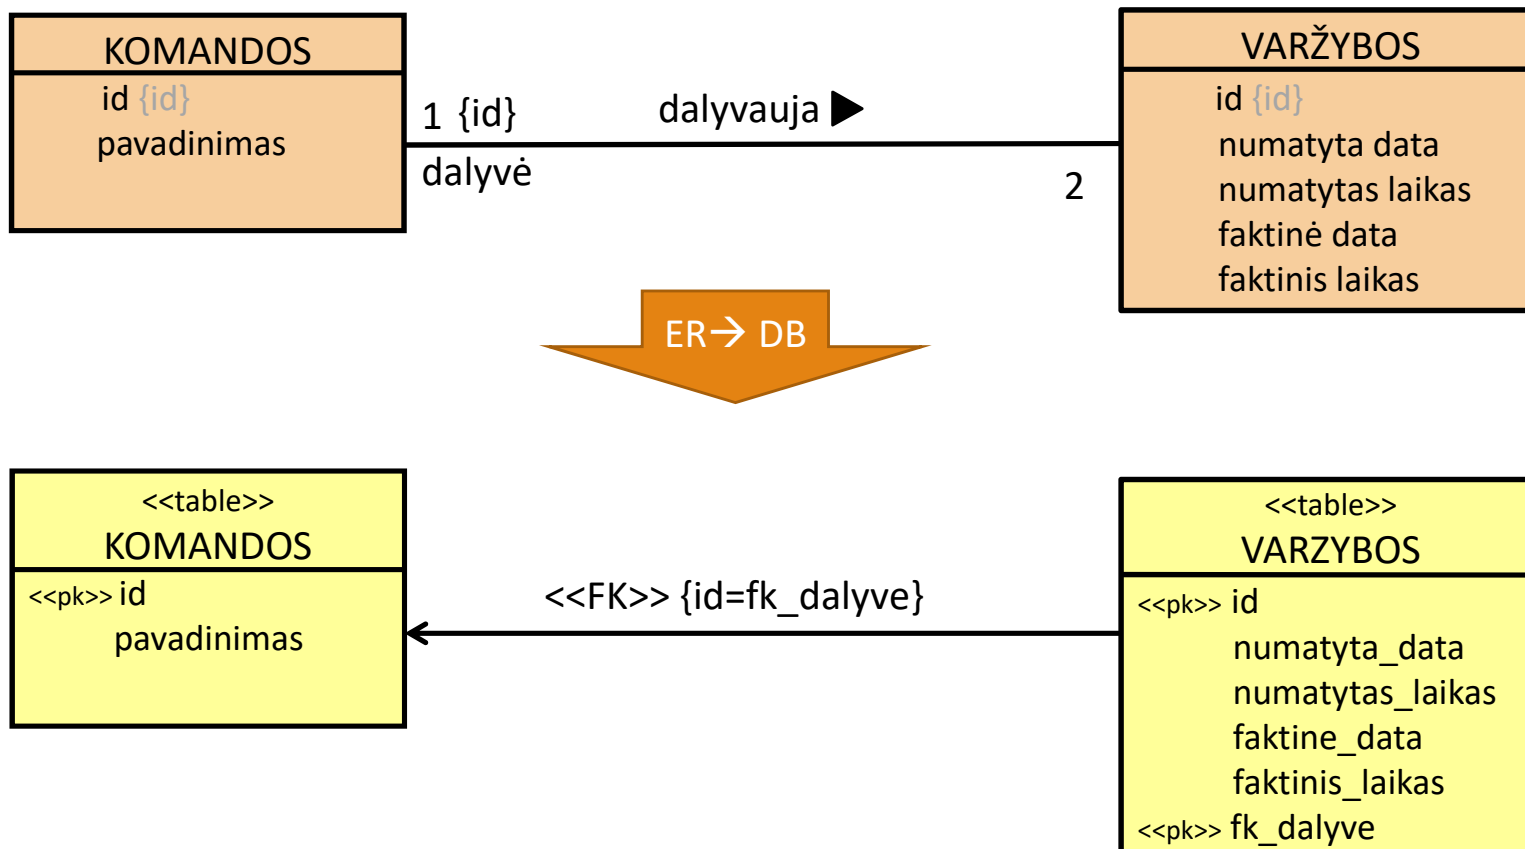 KOMANDOS
id {id}
pavadinimas
1 {id}
dalyvauja ▶
dalyvė
2
VARŽYBOS
id {id}
numatyta data
numatytas laikas
faktinė data
faktinis laikas
ER→ DB
<<table>>
KOMANDOS
<<pk>> id
pavadinimas
<<FK>> {id=fk_dalyve}
<<table>>
VARZYBOS
<<pk>> id
numatyta_data
numatytas_laikas
faktine_data
faktinis_laikas
<<pk>> fk_dalyve